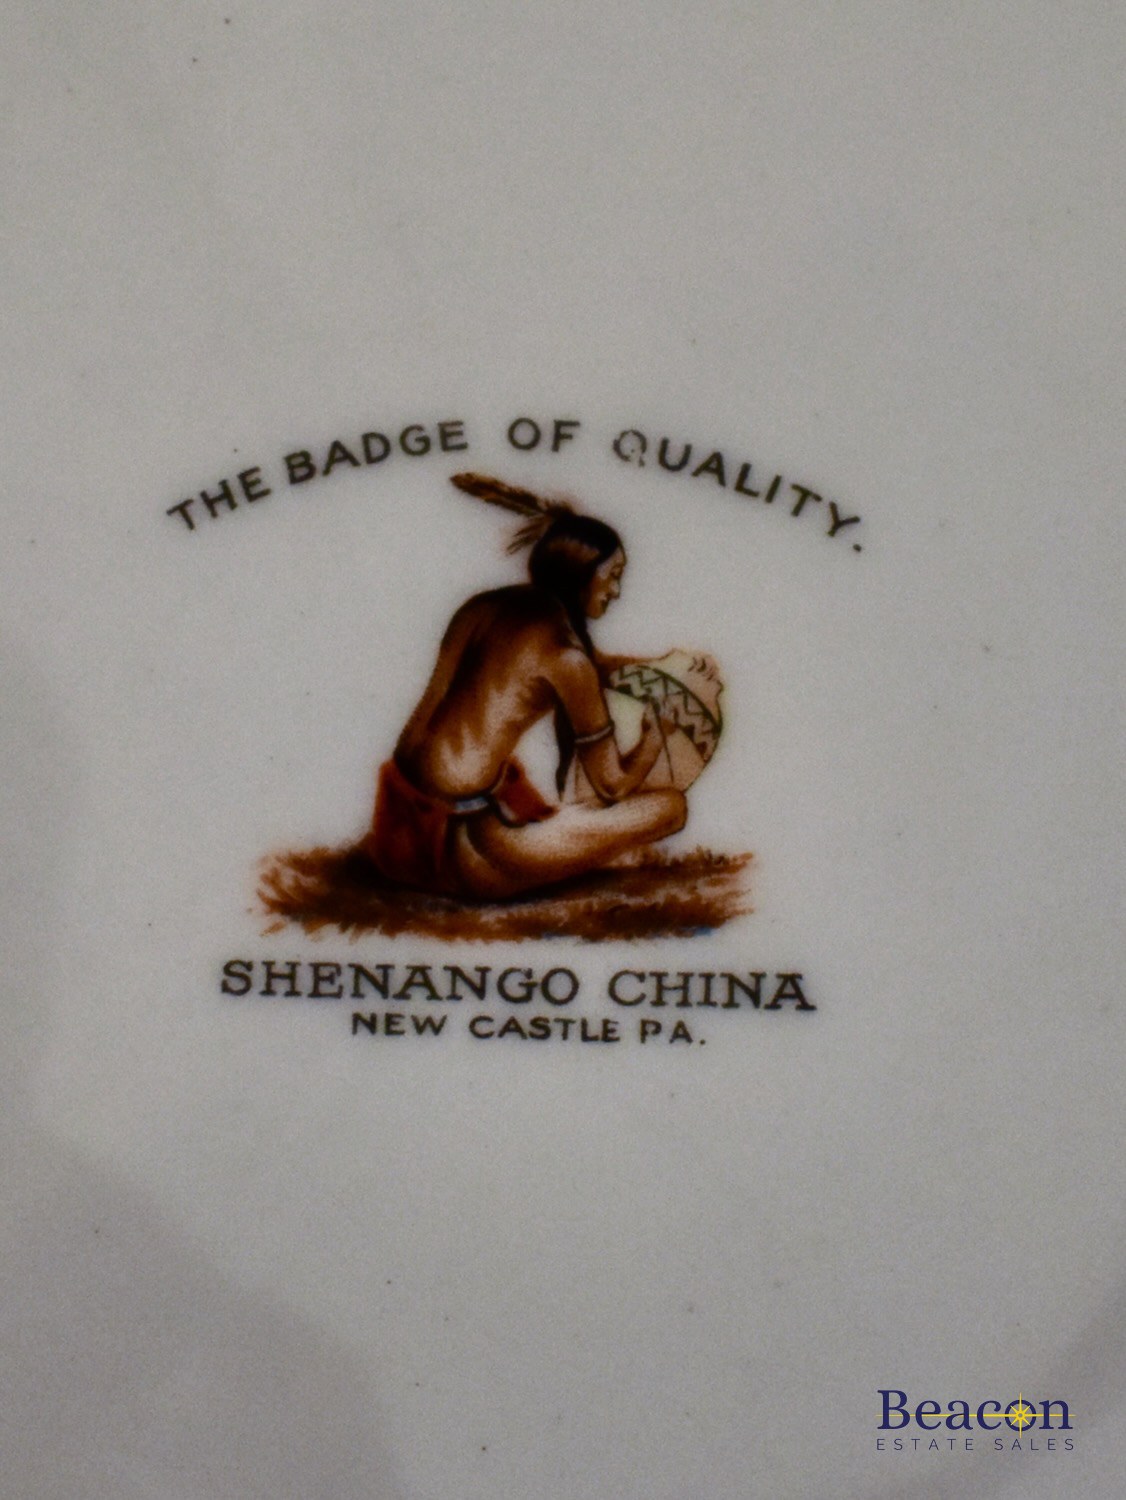 THE BADGE OF QUALITY.
SHENANGO CHINA
NEW CASTLE PA.
Beacon
ESTATE SALES